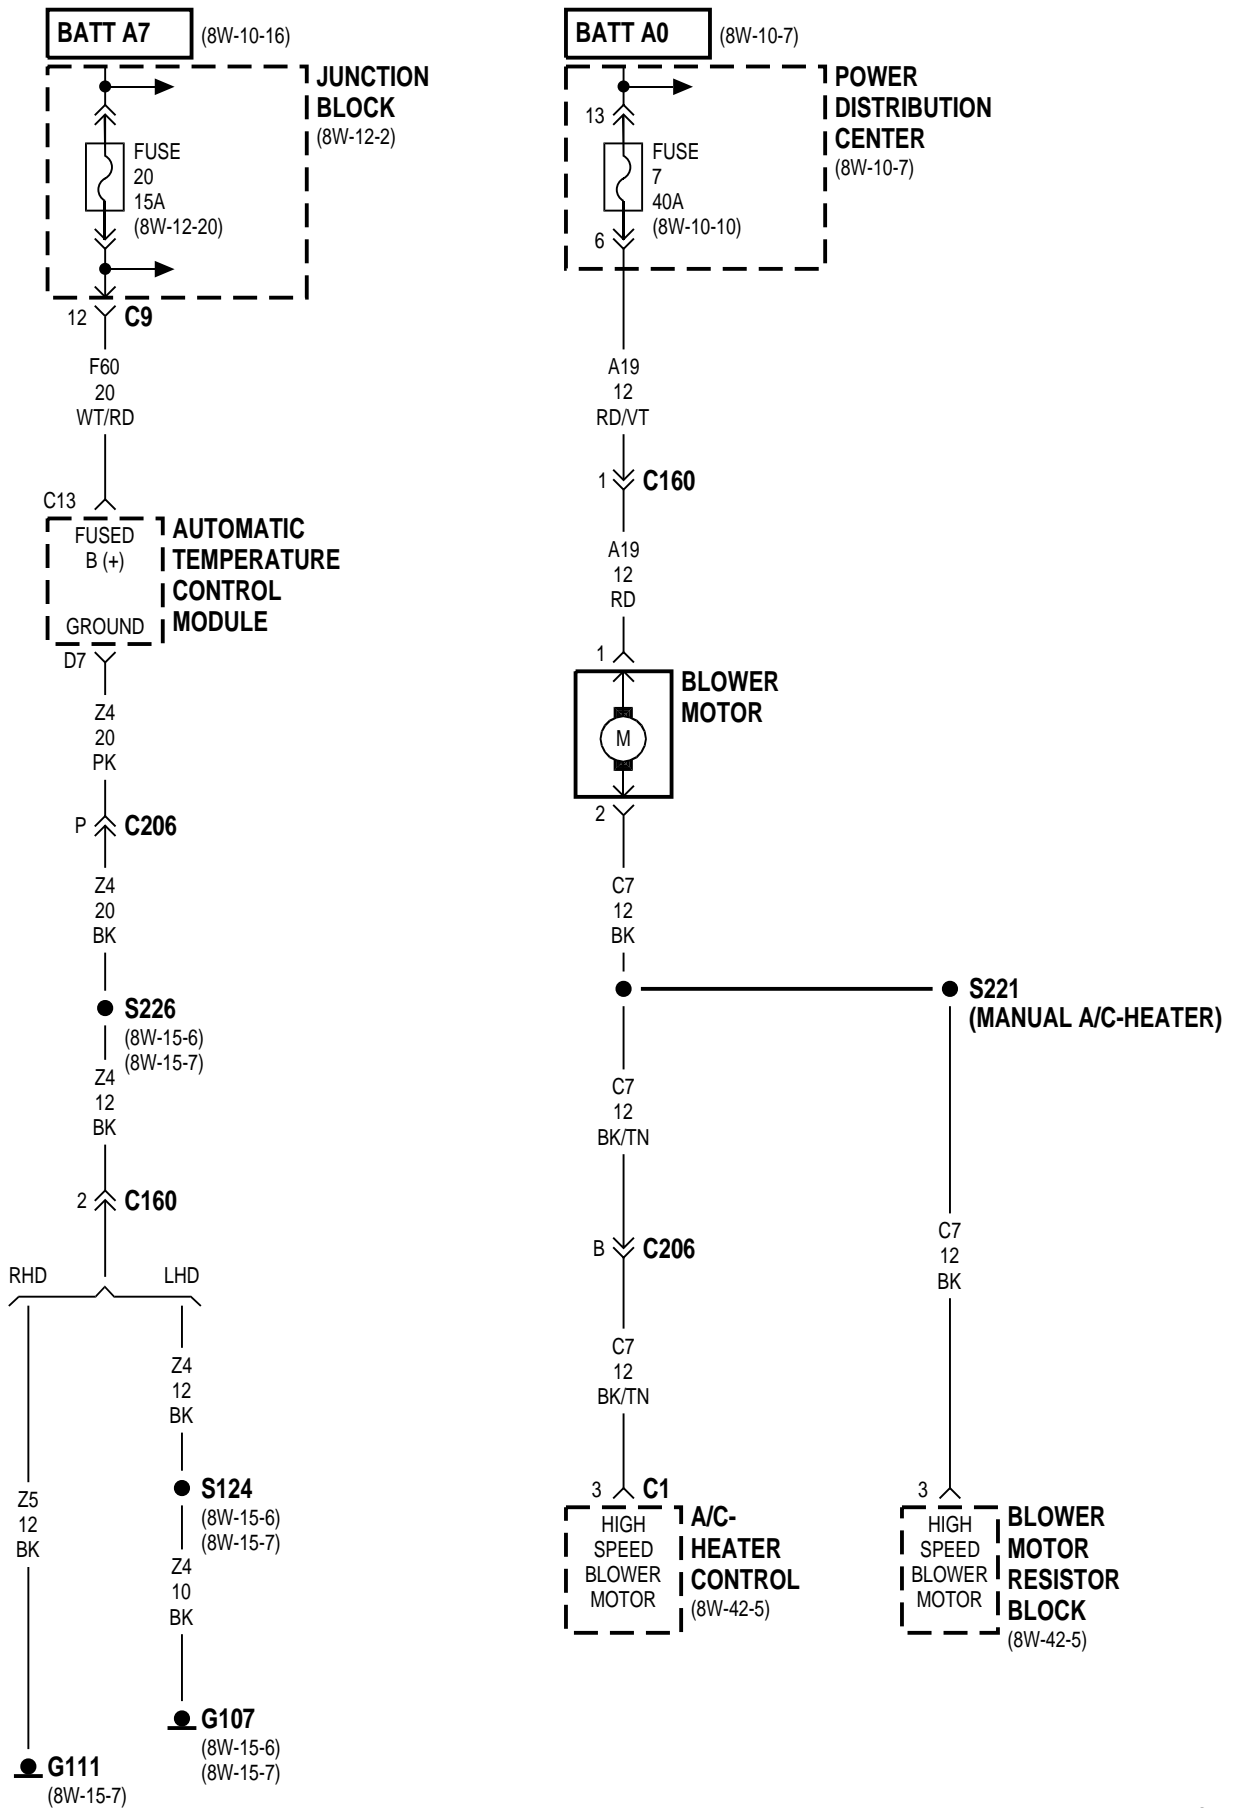 BATT A7 (8W-10-16)
JUNCTION
BLOCK
(8W-12-2)
FUSE
20
15A
(8W-12-20)
12 C9
F60
20
WT/RD
C13
FUSED
B (+)
GROUND
AUTOMATIC
TEMPERATURE
CONTROL
MODULE
D7
Z4
20
PK
P C206
Z4
20
BK
S226
(8W-15-6)
(8W-15-7)
Z4
12
BK
2 C160
RHD LHD
Z5
12
BK
G111
(8W-15-7)
Z4
12
BK
S124
(8W-15-6)
(8W-15-7)
Z4
10
BK
G107
(8W-15-6)
(8W-15-7)
BATT A0 (8W-10-7)
POWER
DISTRIBUTION
CENTER
(8W-10-7)
13
FUSE
7
40A
(8W-10-10)
6
A19
12
RD/VT
1 C160
A19
12
RD
1
BLOWER
MOTOR
M
2
C7
12
BK
S221
(MANUAL A/C-HEATER)
C7
12
BK/TN
B C206
C7
12
BK/TN
3 C1
HIGH
SPEED
BLOWER
MOTOR
A/C-
HEATER
CONTROL
(8W-42-5)
C7
12
BK
3
HIGH
SPEED
BLOWER
MOTOR
BLOWER
MOTOR
RESISTOR
BLOCK
(8W-42-5)